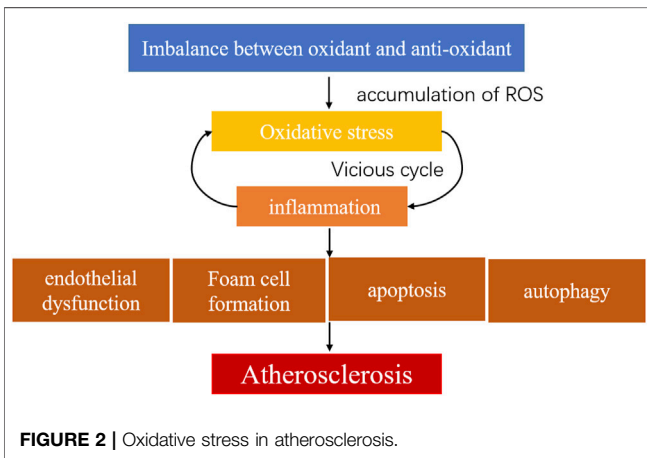 Imbalance between oxidant and anti-oxidant
accumulation of ROS
Oxidative stress
Vicious cycle
inflammation
endothelial
dysfunction
Foam cell
formation
apoptosis
autophagy
Atherosclerosis
FIGURE 2 | Oxidative stress in atherosclerosis.